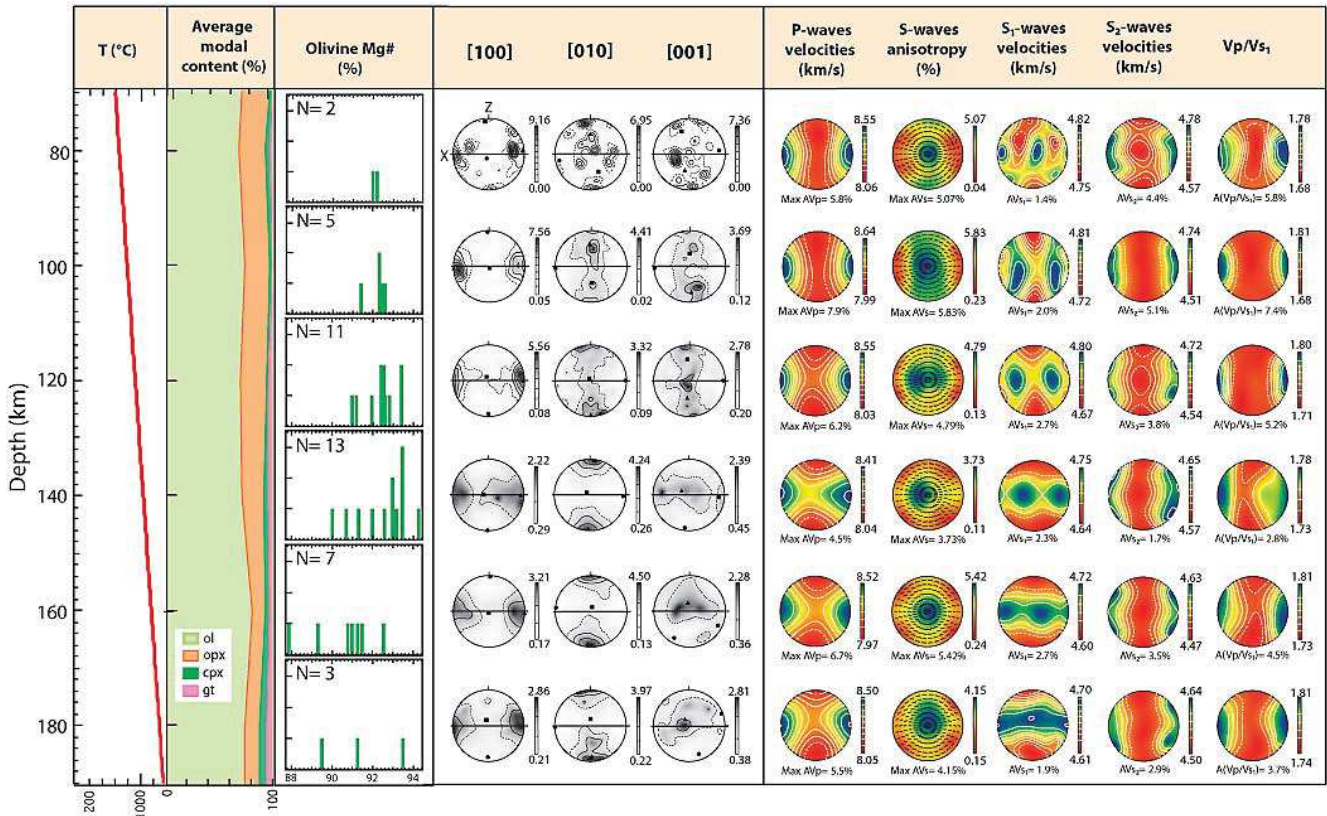 T (°C)
Average
modal
content (%)
Olivine Mg#
(%)
[100]
[010]
[001]
P-waves
velocities
(km/s)
S-waves
anisotropy
(%)
S₁-waves
velocities
(km/s)
S₂-waves
velocities
(km/s)
Vp/Vs₁
Depth (km)
80
100
120
140
160
180
200
1000
0
100
ol
opx
cpx
gt
88 90 92 94
N= 2
Z
X
9.16 6.95 7.36
0.00 0.00 0.00
8.55 5.07 4.82 4.78 1.78
8.06 0.04 4.75 4.57 1.68
Max AVp= 5.8% Max AVs= 5.07% AVs₁= 1.4% AVs₂= 4.4% A(Vp/Vs₁)= 5.8%
N= 5
7.56 4.41 3.69
0.05 0.02 0.12
8.64 5.83 4.81 4.74 1.81
7.99 0.23 4.72 4.51 1.68
Max AVp= 7.9% Max AVs= 5.83% AVs₁= 2.0% AVs₂= 5.1% A(Vp/Vs₁)= 7.4%
N= 11
5.56 3.32 2.78
0.08 0.09 0.20
8.55 4.79 4.80 4.72 1.80
8.03 0.13 4.67 4.54 1.71
Max AVp= 6.2% Max AVs= 4.79% AVs₁= 2.7% AVs₂= 3.8% A(Vp/Vs₁)= 5.2%
N= 13
2.22 4.24 2.39
0.29 0.26 0.45
8.41 3.73 4.75 4.65 1.78
8.04 0.11 4.64 4.57 1.73
Max AVp= 4.5% Max AVs= 3.73% AVs₁= 2.3% AVs₂= 1.7% A(Vp/Vs₁)= 2.8%
N= 7
3.21 4.50 2.28
0.17 0.13 0.36
8.52 5.42 4.72 4.63 1.81
7.97 0.24 4.60 4.47 1.73
Max AVp= 6.7% Max AVs= 5.42% AVs₁= 2.7% AVs₂= 3.5% A(Vp/Vs₁)= 4.5%
N= 3
2.86 3.97 2.81
0.21 0.22 0.38
8.50 4.15 4.70 4.64 1.81
8.05 0.15 4.61 4.50 1.74
Max AVp= 5.5% Max AVs= 4.15% AVs₁= 1.9% AVs₂= 2.9% A(Vp/Vs₁)= 3.7%